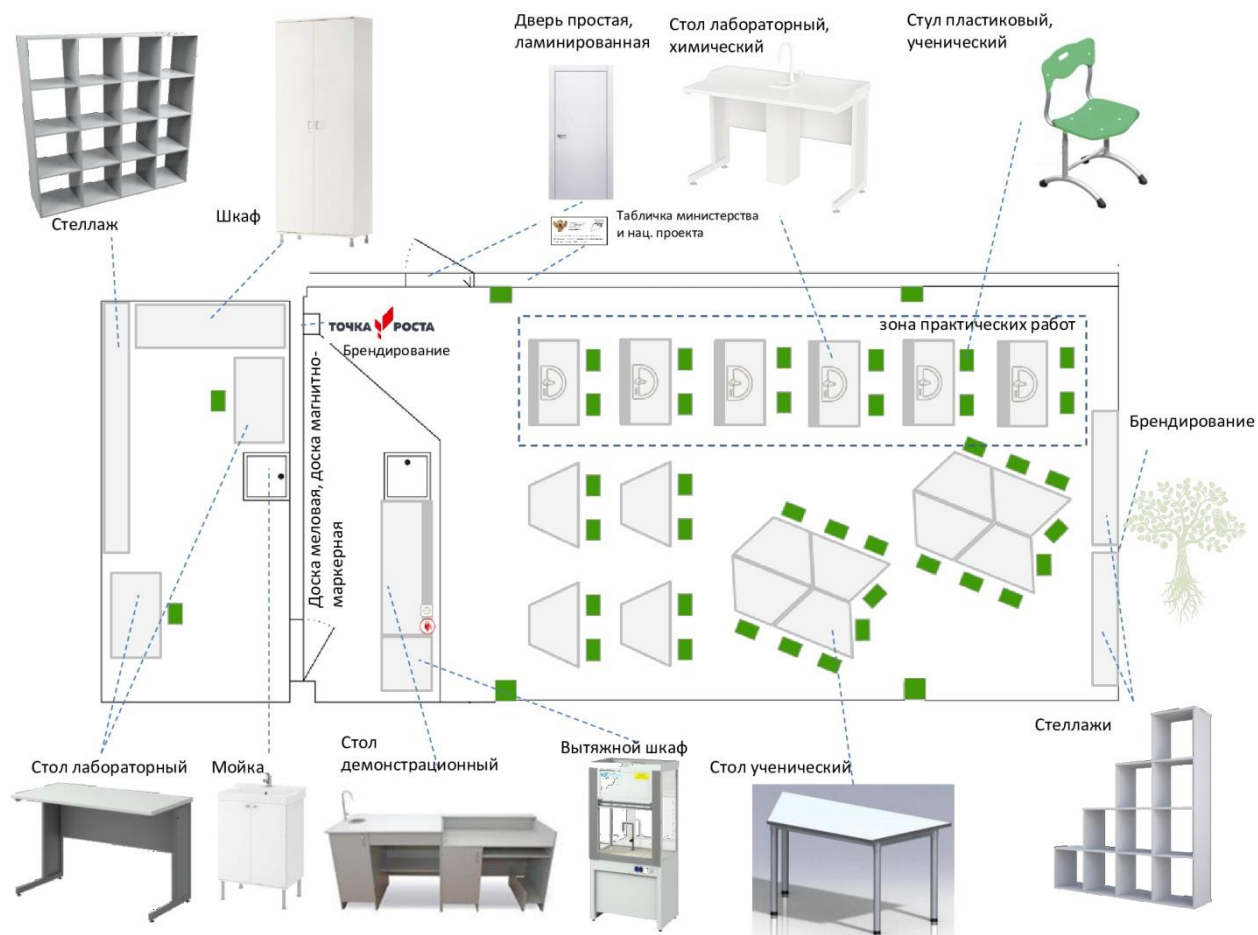 Дверь простая,
ламинированная
Стол лабораторный,
химический
Стул пластиковый,
ученический
Стеллаж
Шкаф
Табличка министерства
и нац. проекта
ТОЧКА РОСТА
Брендирование
зона практических работ
Доска меловая, доска магнитно-
маркерная
Брендирование
Стол лабораторный
Мойка
Стол
демонстрационный
Вытяжной шкаф
Стол ученический
Стеллажи